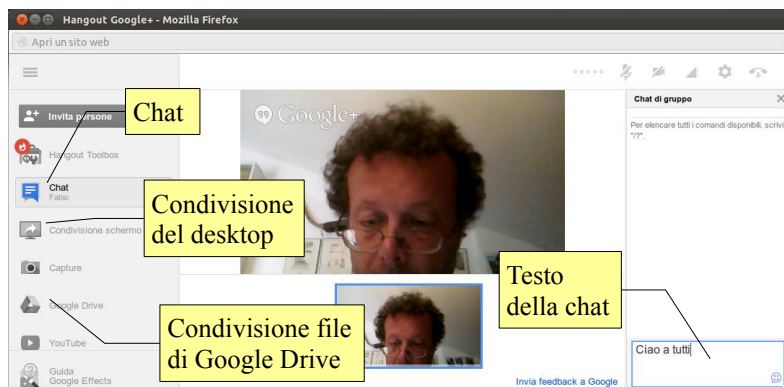 Hangout Google+ - Mozilla Firefox
Apri un sito web
Invita persone
Hangout Toolbox
Chat
Fabio
Condivisione schermo
Capture
Google Drive
YouTube
Guida
Google Effects
Chat
Condivisione
del desktop
Condivisione file
di Google Drive
Google+
Invia feedback a Google
Chat di gruppo
Per elencare tutti i comandi disponibili, scrivi
"/?".
Testo
della chat
Ciao a tutti